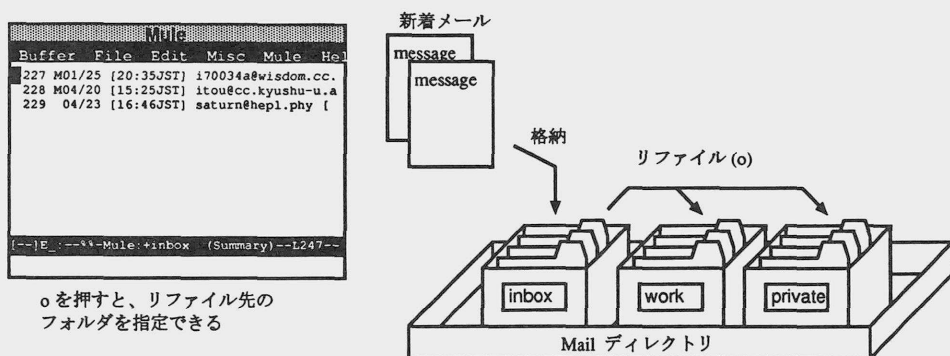 Mule
Buffer File Edit Misc Mule Hel
227 M01/25 [20:35JST] i70034a@wisdom.cc.
228 M04/20 [15:25JST] itou@cc.kyushu-u.a
229 04/23 [16:46JST] saturn@hepl.phy [
[--]E_:--%%-Mule:+inbox (Summary)--L247--
oを押すと、リファイル先の
フォルダを指定できる
新着メール
message
message
格納
リファイル (o)
inbox
work
private
Mail ディレクトリ